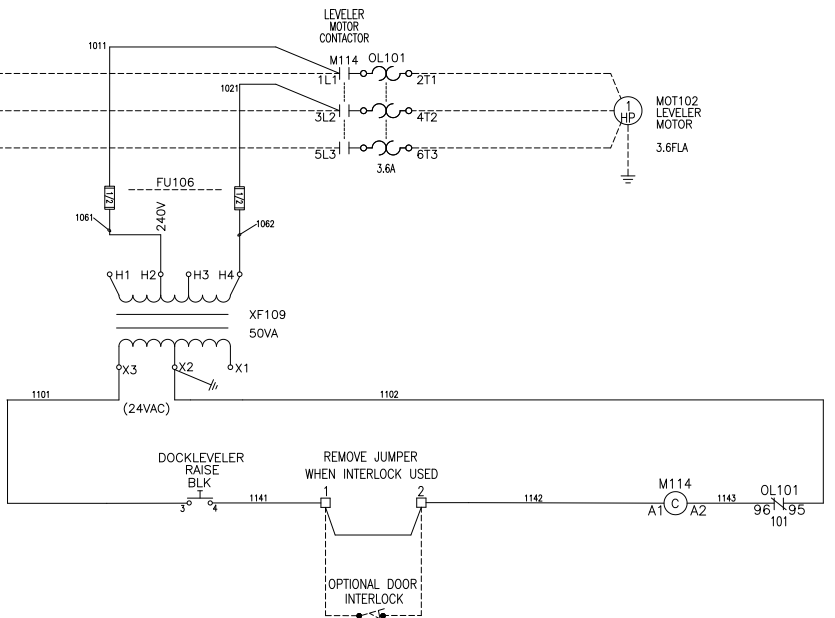 LEVELER
MOTOR
CONTACTOR
1011
M114
OL101
1L1
2T1
1021
3L2
4T2
1
HP
MOT102
LEVELER
MOTOR
3.6FLA
5L3
6T3
3.6A
FU106
1/2
1/2
240V
1061
1062
H1
H2
H3
H4
XF109
50VA
X3
X2
X1
1101
(24VAC)
1102
DOCKLEVELER
RAISE
BLK
REMOVE JUMPER
WHEN INTERLOCK USED
3
4
1141
1
2
1142
M114
A1
C
A2
1143
OL101
96
95
101
OPTIONAL DOOR
INTERLOCK